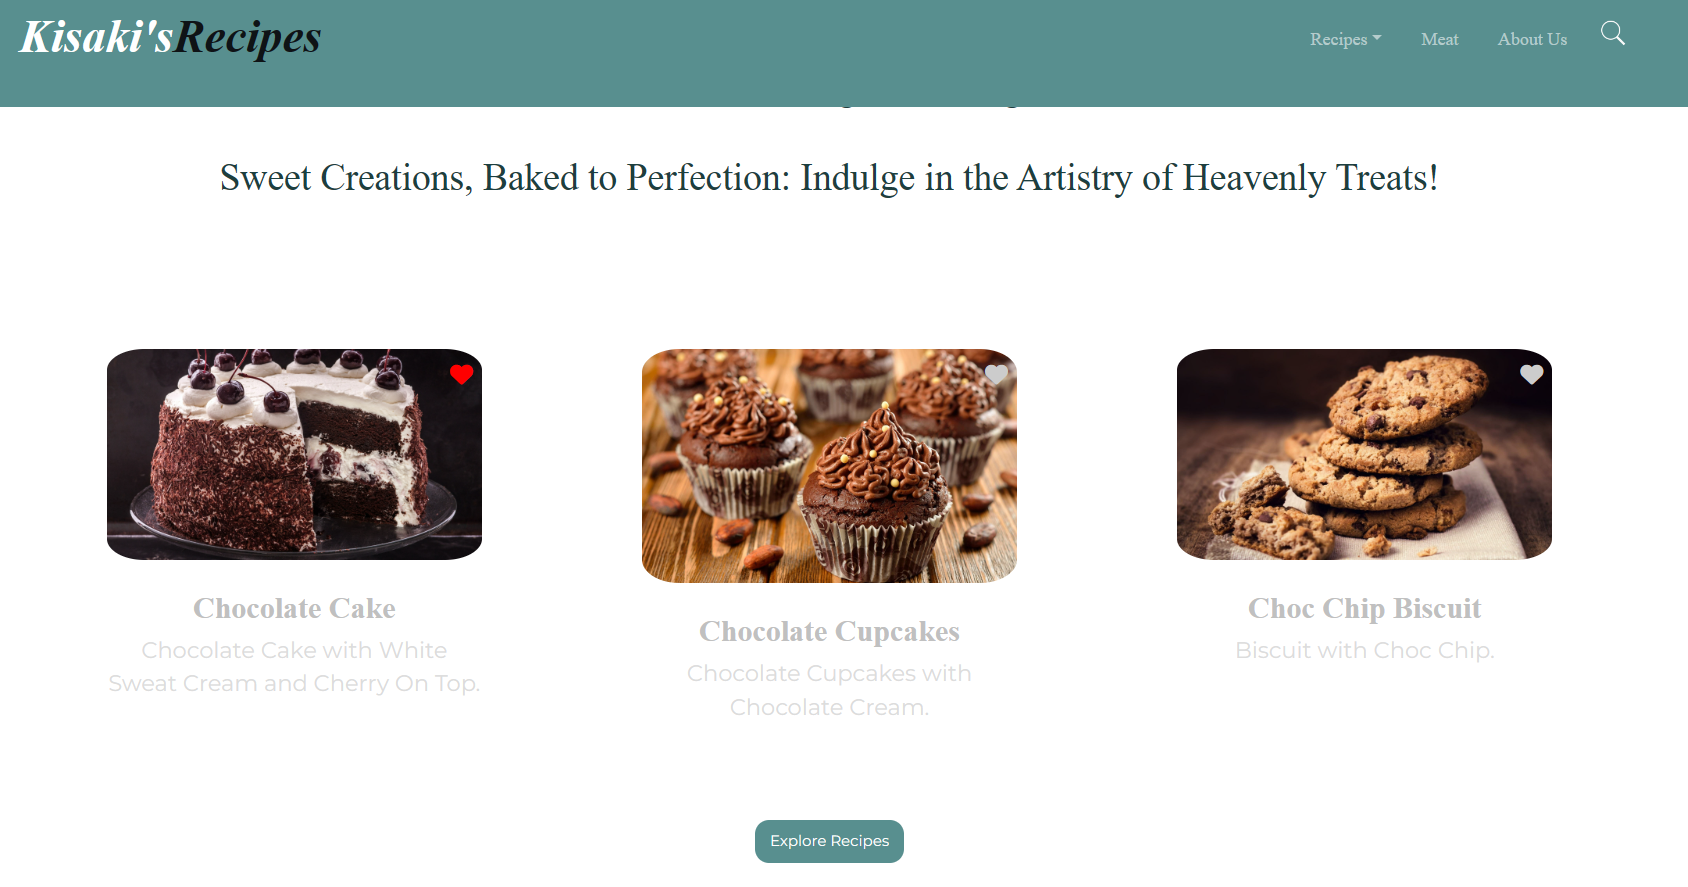 Kisaki'sRecipes
Recipes
Meat
About Us
Sweet Creations, Baked to Perfection: Indulge in the Artistry of Heavenly Treats!
Chocolate Cake
Chocolate Cake with White
Sweat Cream and Cherry On Top.
Chocolate Cupcakes
Chocolate Cupcakes with
Chocolate Cream.
Choc Chip Biscuit
Biscuit with Choc Chip.
Explore Recipes